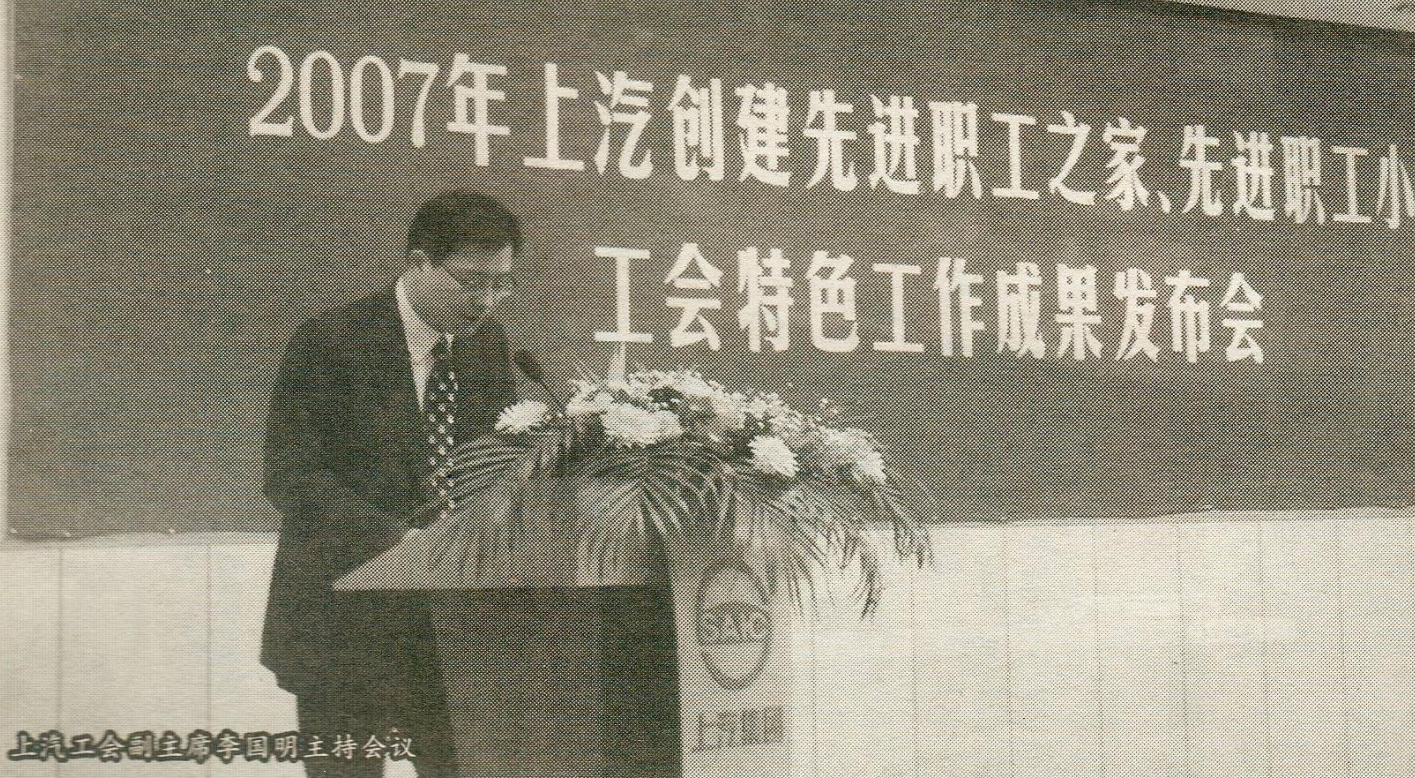 2007年上汽创建先进职工之家、先进职工小
工会特色工作成果发布会
SAIC
上汽集团
上汽工会副主席李国明主持会议